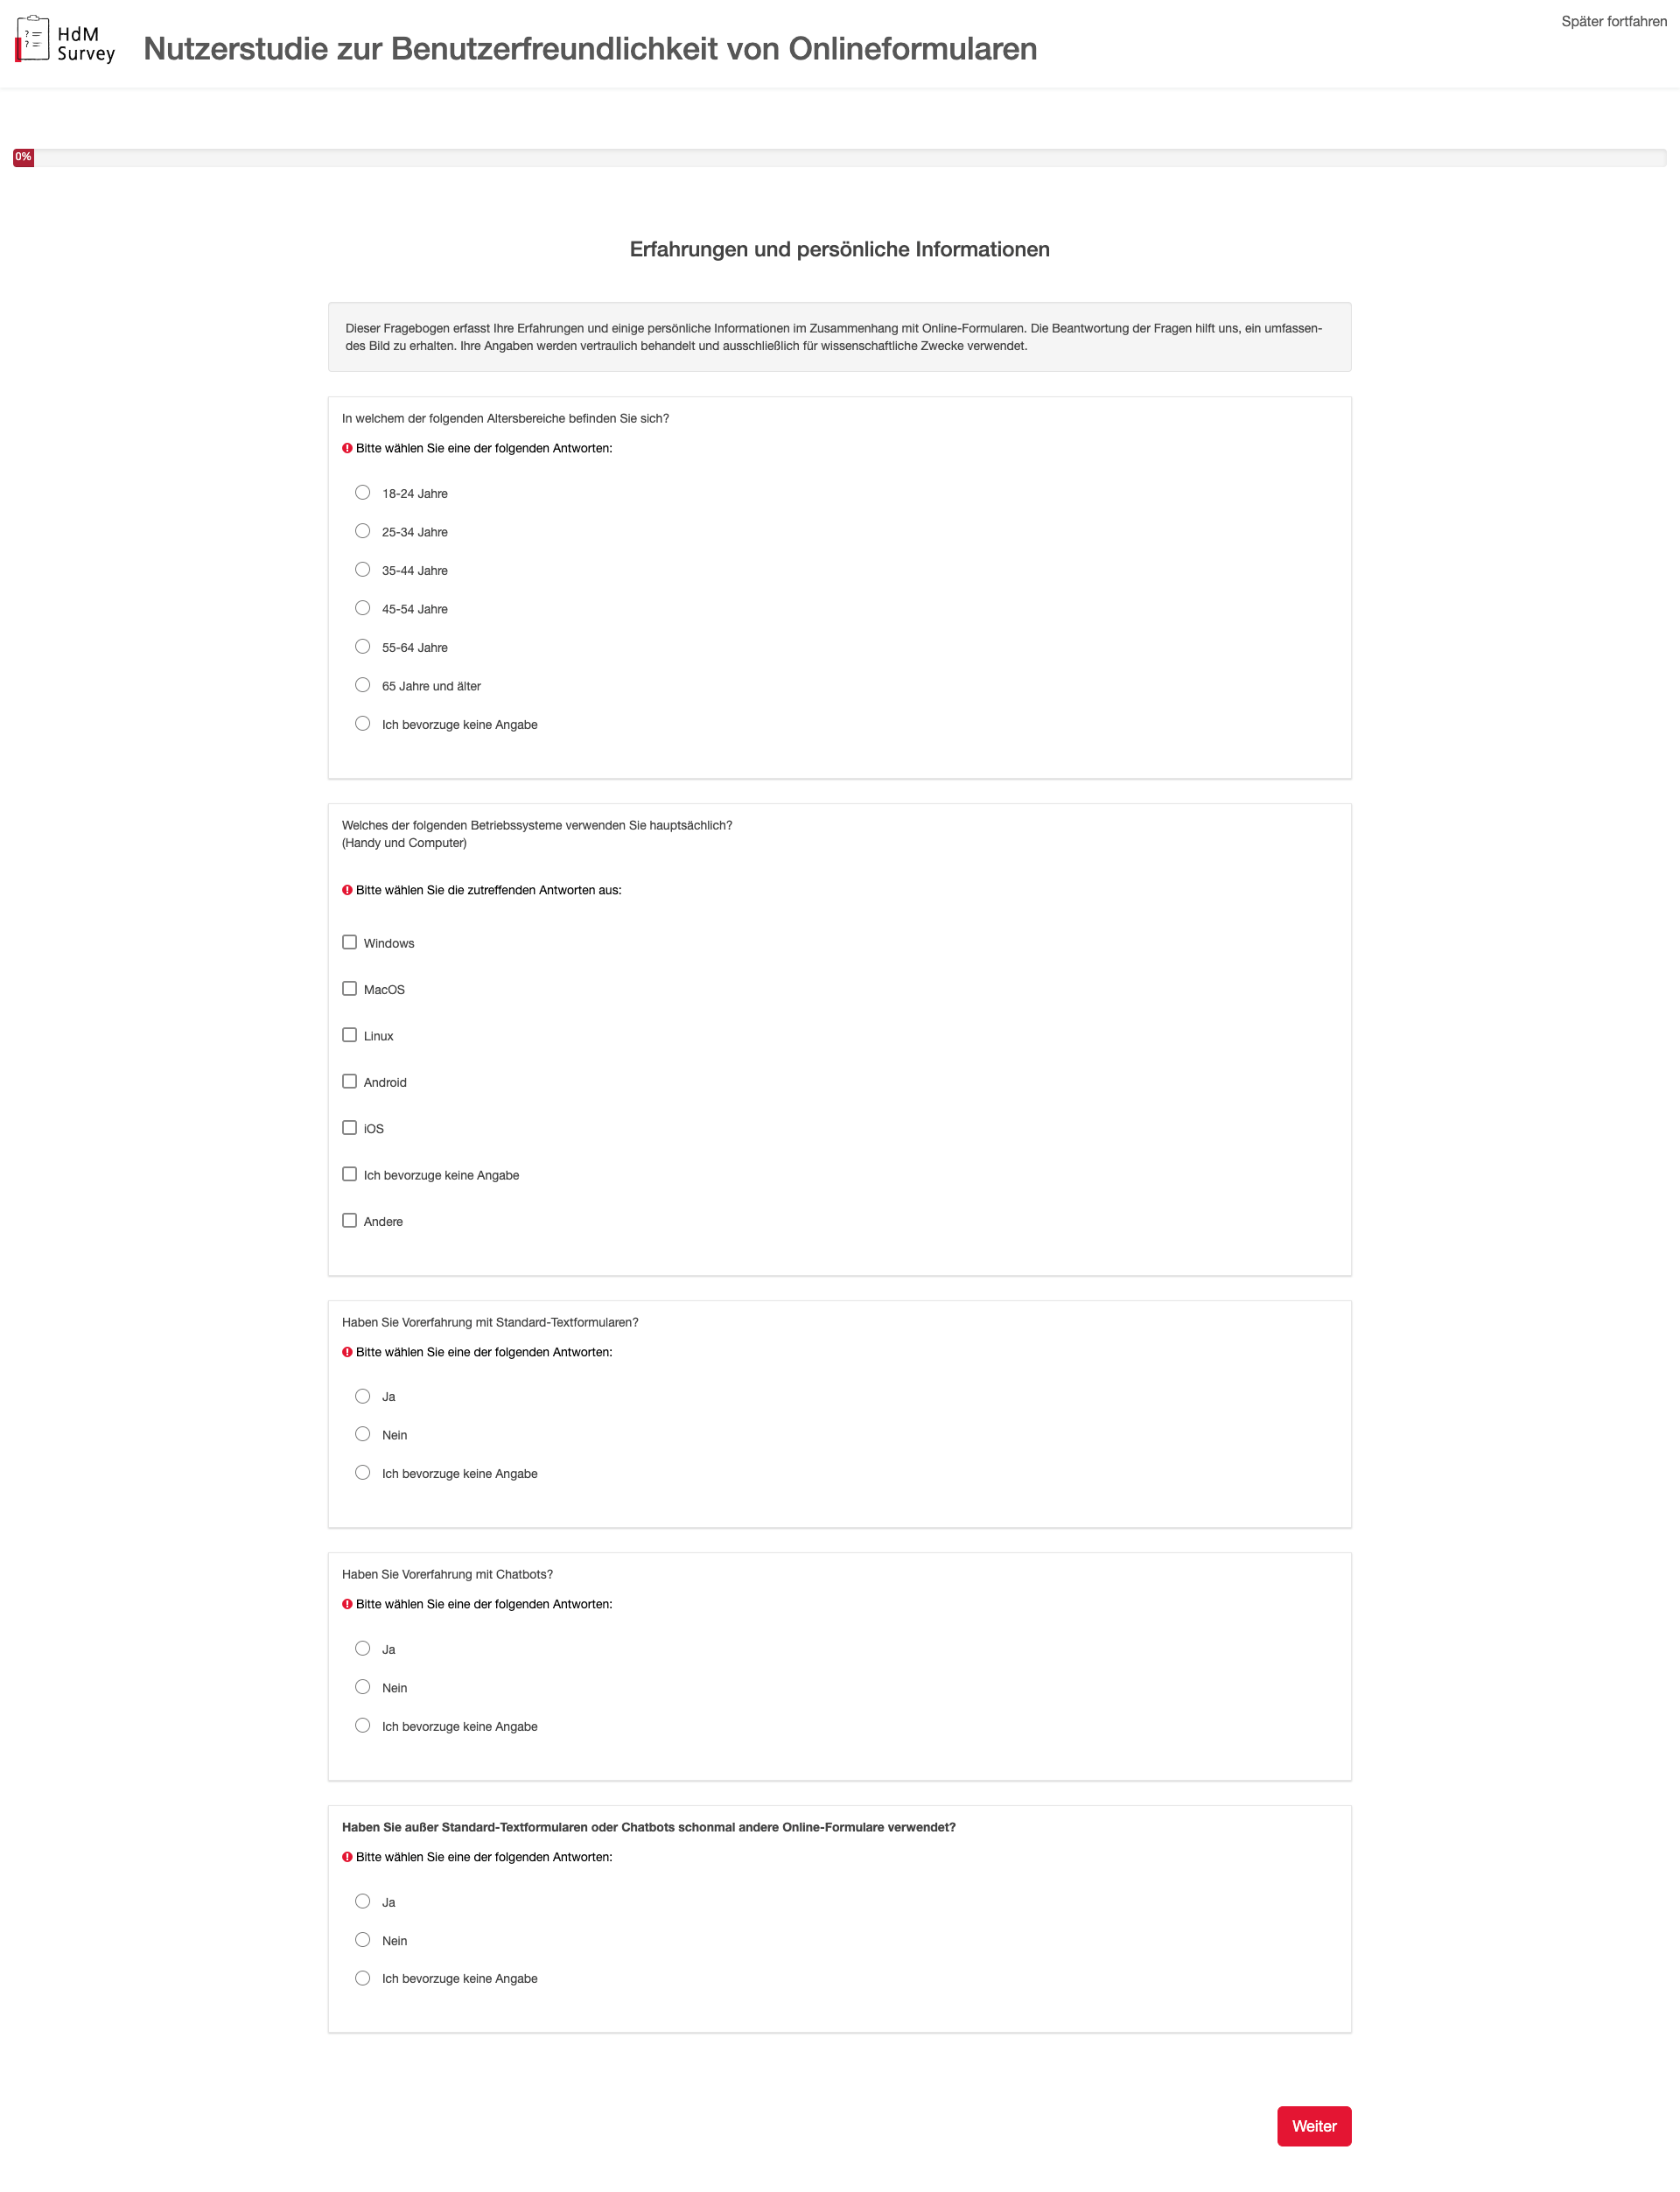 HdM
Survey
Nutzerstudie zur Benutzerfreundlichkeit von Onlineformularen
Später fortfahren
0%
Erfahrungen und persönliche Informationen
Dieser Fragebogen erfasst Ihre Erfahrungen und einige persönliche Informationen im Zusammenhang mit Online-Formularen. Die Beantwortung der Fragen hilft uns, ein umfassen-
des Bild zu erhalten. Ihre Angaben werden vertraulich behandelt und ausschließlich für wissenschaftliche Zwecke verwendet.
In welchem der folgenden Altersbereiche befinden Sie sich?
Bitte wählen Sie eine der folgenden Antworten:
18-24 Jahre
25-34 Jahre
35-44 Jahre
45-54 Jahre
55-64 Jahre
65 Jahre und älter
Ich bevorzuge keine Angabe
Welches der folgenden Betriebssysteme verwenden Sie hauptsächlich?
(Handy und Computer)
Bitte wählen Sie die zutreffenden Antworten aus:
Windows
MacOS
Linux
Android
iOS
Ich bevorzuge keine Angabe
Andere
Haben Sie Vorerfahrung mit Standard-Textformularen?
Bitte wählen Sie eine der folgenden Antworten:
Ja
Nein
Ich bevorzuge keine Angabe
Haben Sie Vorerfahrung mit Chatbots?
Bitte wählen Sie eine der folgenden Antworten:
Ja
Nein
Ich bevorzuge keine Angabe
Haben Sie außer Standard-Textformularen oder Chatbots schonmal andere Online-Formulare verwendet?
Bitte wählen Sie eine der folgenden Antworten:
Ja
Nein
Ich bevorzuge keine Angabe
Weiter